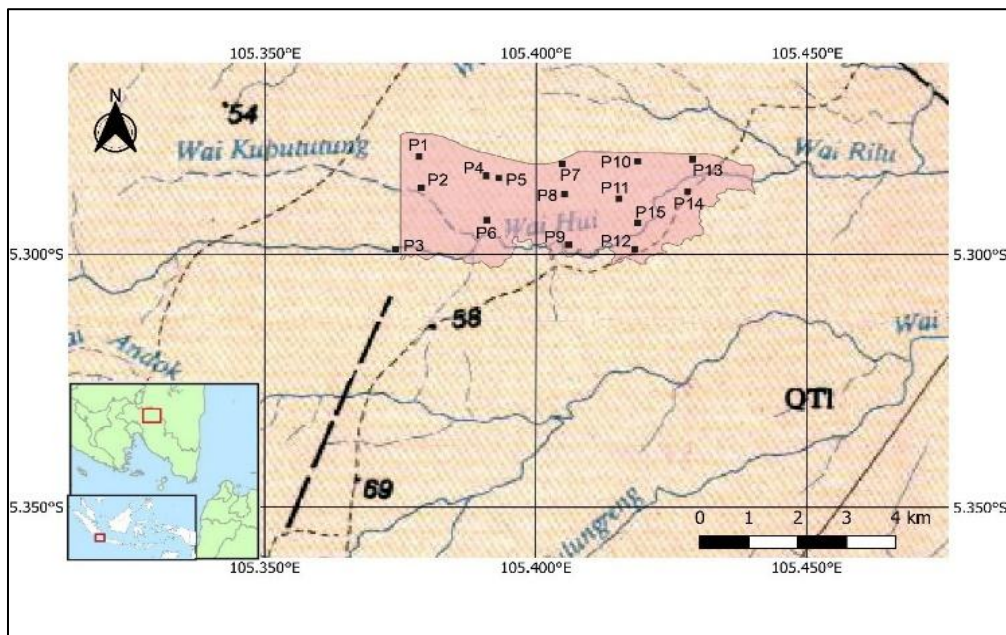 105.350°E 105.400°E 105.450°E
N
54
Wai Kubututung
Wai Rilu
P1
P2
P3
P4
P5
P6
P7
P8
P9
P10
P11
P12
P13
P14
P15
Wai Hui
5.300°S 5.300°S
58
Andok
Wai
QTl
69
5.350°S 5.350°S
0 1 2 3 4 km
105.350°E 105.400°E 105.450°E